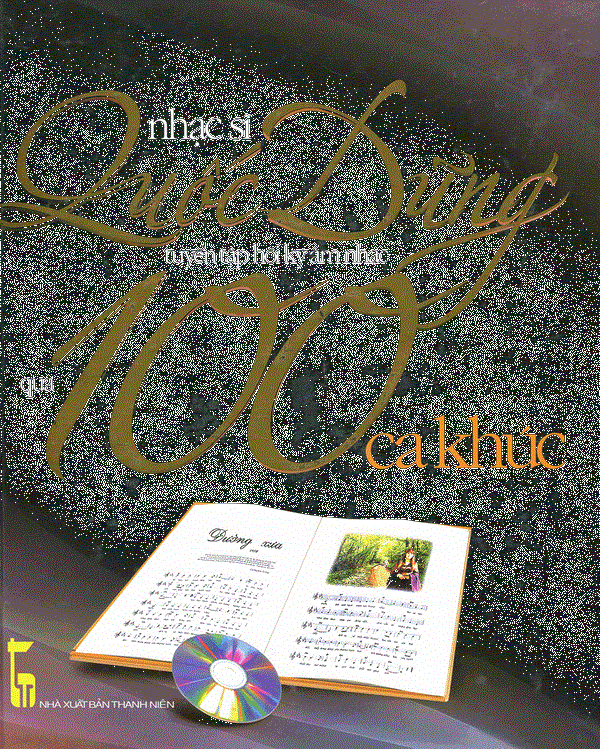 nhạc sĩ
Quốc Dũng
tuyển tập hồi ký âm nhạc
qua
100
ca khúc
Đường xưa
NHÀ XUẤT BẢN THANH NIÊN